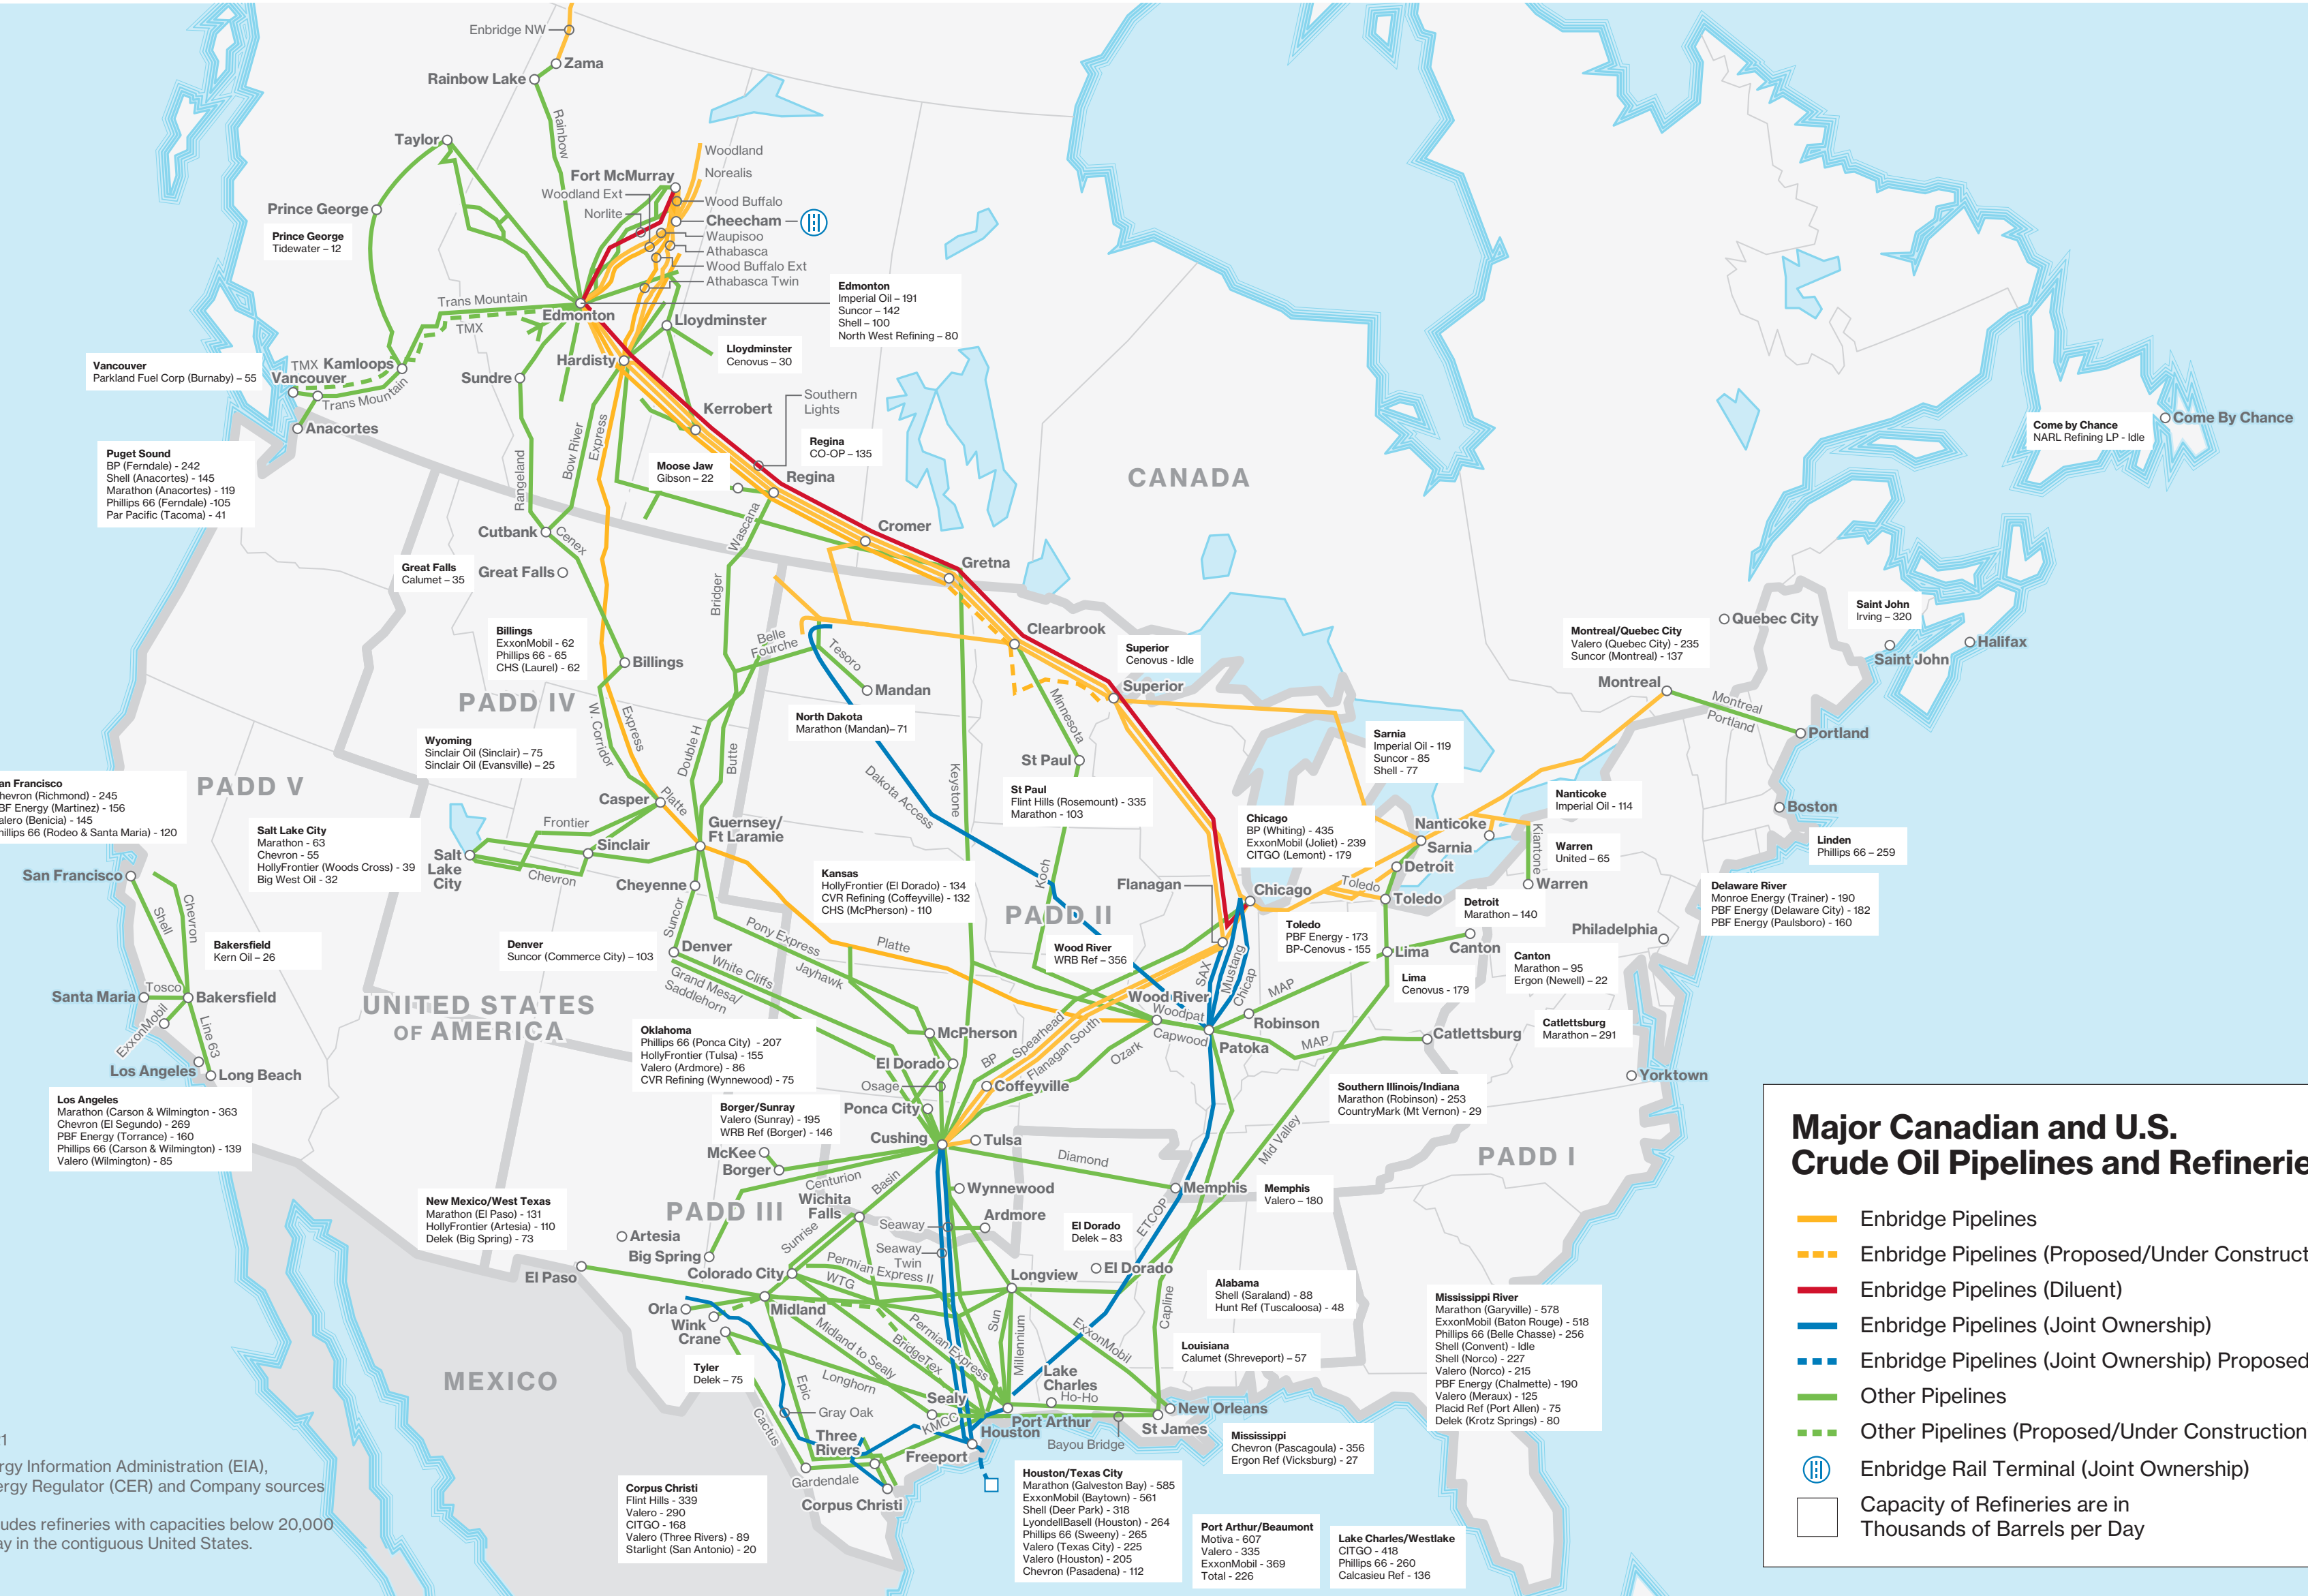 Enbridge NW
Zama
Rainbow Lake
Rainbow
Taylor
Woodland
Norealis
Fort McMurray
Woodland Ext
Norlite
Wood Buffalo
Cheecham
Waupisoo
Athabasca
Wood Buffalo Ext
Athabasca Twin
Prince George
Prince George
Tidewater – 12
Trans Mountain
TMX
Edmonton
Edmonton
Imperial Oil – 191
Suncor – 142
Shell – 100
North West Refining – 80
Lloydminster
Lloydminster
Cenovus – 30
Hardisty
Sundre
Vancouver
Parkland Fuel Corp (Burnaby) – 55
TMX
Kamloops
Vancouver
Trans Mountain
Anacortes
Puget Sound
BP (Ferndale) - 242
Shell (Anacortes) - 145
Marathon (Anacortes) - 119
Phillips 66 (Ferndale) -105
Par Pacific (Tacoma) - 41
Kerrobert
Southern
Lights
Regina
CO-OP – 135
Moose Jaw
Gibson – 22
Regina
Rangeland
Bow River
Express
Wascana
Cromer
Gretna
CANADA
Come by Chance
NARL Refining LP - Idle
Come By Chance
Cutbank
Cenex
Great Falls
Calumet – 35
Great Falls
Bridger
Billings
ExxonMobil - 62
Phillips 66 - 65
CHS (Laurel) - 62
Billings
Belle
Fourche
Tesoro
Mandan
North Dakota
Marathon (Mandan)– 71
Clearbrook
Superior
Cenovus - Idle
Superior
Minnesota
Montreal/Quebec City
Valero (Quebec City) - 235
Suncor (Montreal) - 137
Quebec City
Saint John
Irving – 320
Saint John
Halifax
Montreal
Montreal
Portland
Portland
PADD IV
W. Corridor
Express
Wyoming
Sinclair Oil (Sinclair) – 75
Sinclair Oil (Evansville) – 25
Double H
Butte
Dakota Access
Keystone
St Paul
St Paul
Flint Hills (Rosemount) - 335
Marathon - 103
Sarnia
Imperial Oil - 119
Suncor - 85
Shell - 77
Nanticoke
Imperial Oil - 114
Boston
PADD V
an Francisco
hevron (Richmond) - 245
BF Energy (Martinez) - 156
alero (Benicia) - 145
hillips 66 (Rodeo & Santa Maria) - 120
Salt Lake City
Marathon - 63
Chevron - 55
HollyFrontier (Woods Cross) - 39
Big West Oil - 32
Casper
Platte
Frontier
Sinclair
Salt
Lake
City
Chevron
Guernsey/
Ft Laramie
Cheyenne
Suncor
Denver
Suncor (Commerce City) – 103
Denver
White Cliffs
Grand Mesa/
Saddlehorn
Pony Express
Jayhawk
Platte
Kansas
HollyFrontier (El Dorado) - 134
CVR Refining (Coffeyville) – 132
CHS (McPherson) - 110
Koch
PADD II
Chicago
BP (Whiting) - 435
ExxonMobil (Joliet) – 239
CITGO (Lemont) - 179
Nanticoke
Sarnia
Kiantone
Warren
United – 65
Warren
Linden
Phillips 66 – 259
Flanagan
Chicago
Detroit
Toledo
Toledo
Detroit
Marathon – 140
Toledo
PBF Energy - 173
BP-Cenovus - 155
Lima
Canton
Canton
Marathon – 95
Ergon (Newell) – 22
Lima
Cenovus - 179
Philadelphia
Delaware River
Monroe Energy (Trainer) - 190
PBF Energy (Delaware City) - 182
PBF Energy (Paulsboro) - 160
San Francisco
Shell
Chevron
Bakersfield
Kern Oil – 26
Santa Maria
Tosco
Bakersfield
ExxonMobil
Line 63
Los Angeles
Long Beach
Los Angeles
Marathon (Carson & Wilmington - 363
Chevron (El Segundo) - 269
PBF Energy (Torrance) - 160
Phillips 66 (Carson & Wilmington) - 139
Valero (Wilmington) - 85
UNITED STATES
OF AMERICA
Wood River
WRB Ref – 356
SAX
Mustang
Chicap
MAP
Wood River
Woodpat
Capwood
Robinson
Patoka
MAP
Catlettsburg
Catlettsburg
Marathon – 291
Yorktown
McPherson
El Dorado
Osage
BP
Spearhead
Flanagan South
Ozark
Coffeyville
Ponca City
Oklahoma
Phillips 66 (Ponca City) - 207
HollyFrontier (Tulsa) - 155
Valero (Ardmore) - 86
CVR Refining (Wynnewood) - 75
Borger/Sunray
Valero (Sunray) - 195
WRB Ref (Borger) - 146
Cushing
Tulsa
McKee
Borger
Centurion
Basin
Diamond
Mid Valley
Southern Illinois/Indiana
Marathon (Robinson) - 253
CountryMark (Mt Vernon) - 29
PADD I
PADD III
Wichita
Falls
Wynnewood
Ardmore
Memphis
Memphis
Valero – 180
New Mexico/West Texas
Marathon (El Paso) - 131
HollyFrontier (Artesia) - 110
Delek (Big Spring) - 73
Artesia
Big Spring
Sunrise
Seaway
Seaway
Twin
ETCOP
El Dorado
Delek – 83
El Dorado
El Paso
Colorado City
Permian Express II
WTG
Longview
Orla
Wink
Crane
Midland
Midland to Sealy
BridgeTex
Permian Express
Sun
Millennium
ExxonMobil
Capline
Alabama
Shell (Saraland) – 88
Hunt Ref (Tuscaloosa) - 48
Louisiana
Calumet (Shreveport) – 57
Tyler
Delek – 75
Epic
Longhorn
Lake
Charles
Ho-Ho
Cactus
Gray Oak
Sealy
KMCC
Port Arthur
Houston
Bayou Bridge
New Orleans
St James
Three
Rivers
Freeport
Gardendale
Corpus Christi
MEXICO
Mississippi River
Marathon (Garyville) - 578
ExxonMobil (Baton Rouge) - 518
Phillips 66 (Belle Chasse) - 256
Shell (Convent) - Idle
Shell (Norco) - 227
Valero (Norco) - 215
PBF Energy (Chalmette) - 190
Valero (Meraux) - 125
Placid Ref (Port Allen) - 75
Delek (Krotz Springs) - 80
Mississippi
Chevron (Pascagoula) - 356
Ergon Ref (Vicksburg) - 27
Corpus Christi
Flint Hills - 339
Valero - 290
CITGO - 168
Valero (Three Rivers) - 89
Starlight (San Antonio) - 20
Houston/Texas City
Marathon (Galveston Bay) - 585
ExxonMobil (Baytown) - 561
Shell (Deer Park) - 318
LyondellBasell (Houston) - 264
Phillips 66 (Sweeny) - 265
Valero (Texas City) - 225
Valero (Houston) - 205
Chevron (Pasadena) - 112
Port Arthur/Beaumont
Motiva - 607
Valero - 335
ExxonMobil - 369
Total - 226
Lake Charles/Westlake
CITGO - 418
Phillips 66 - 260
Calcasieu Ref - 136
1
rgy Information Administration (EIA),
ergy Regulator (CER) and Company sources
udes refineries with capacities below 20,000
ay in the contiguous United States.
Major Canadian and U.S.
Crude Oil Pipelines and Refinerie
Enbridge Pipelines
Enbridge Pipelines (Proposed/Under Construct
Enbridge Pipelines (Diluent)
Enbridge Pipelines (Joint Ownership)
Enbridge Pipelines (Joint Ownership) Proposed
Other Pipelines
Other Pipelines (Proposed/Under Construction
Enbridge Rail Terminal (Joint Ownership)
Capacity of Refineries are in
Thousands of Barrels per Day